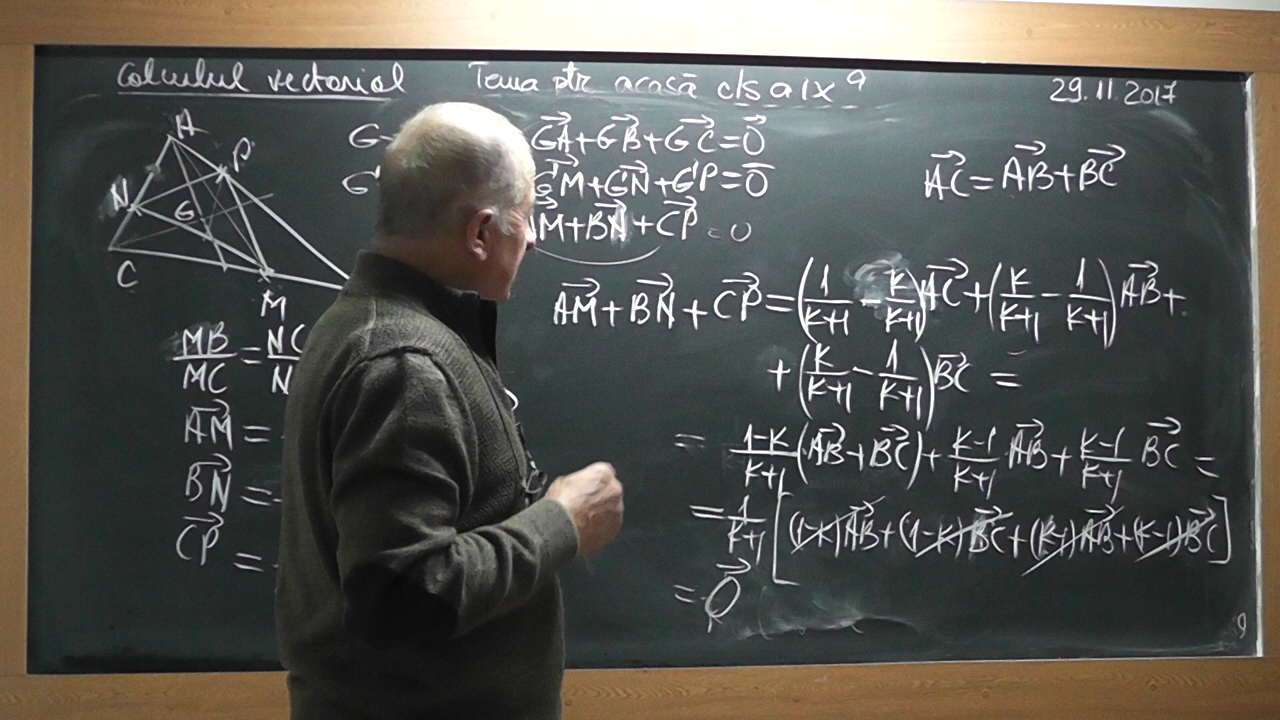 Calculul vectorial Tema ptr acasă cls a IX a 29.11.2017
A
P
N
G
C
M
G-
G'
GA⃗+GB⃗+GC⃗=0⃗
G'M⃗+G'N⃗+G'P⃗=0⃗
AM⃗+BN⃗+CP⃗=0
AC⃗=AB⃗+BC⃗
MB/MC=NC/N
AM⃗=
BN⃗=
CP⃗=
AM⃗+BN⃗+CP⃗=(1/(K+1)-K/(K+1))AC⃗+(K/(K+1)-1/(K+1))AB⃗+
+(K/(K+1)-1/(K+1))BC⃗=
=(1-K)/(K+1)(AB⃗+BC⃗)+(K-1)/(K+1)AB⃗+(K-1)/(K+1)BC⃗=
=1/(K+1)[(1-K)AB⃗+(1-K)BC⃗+(K-1)AB⃗+(K-1)BC⃗]
=0⃗
9